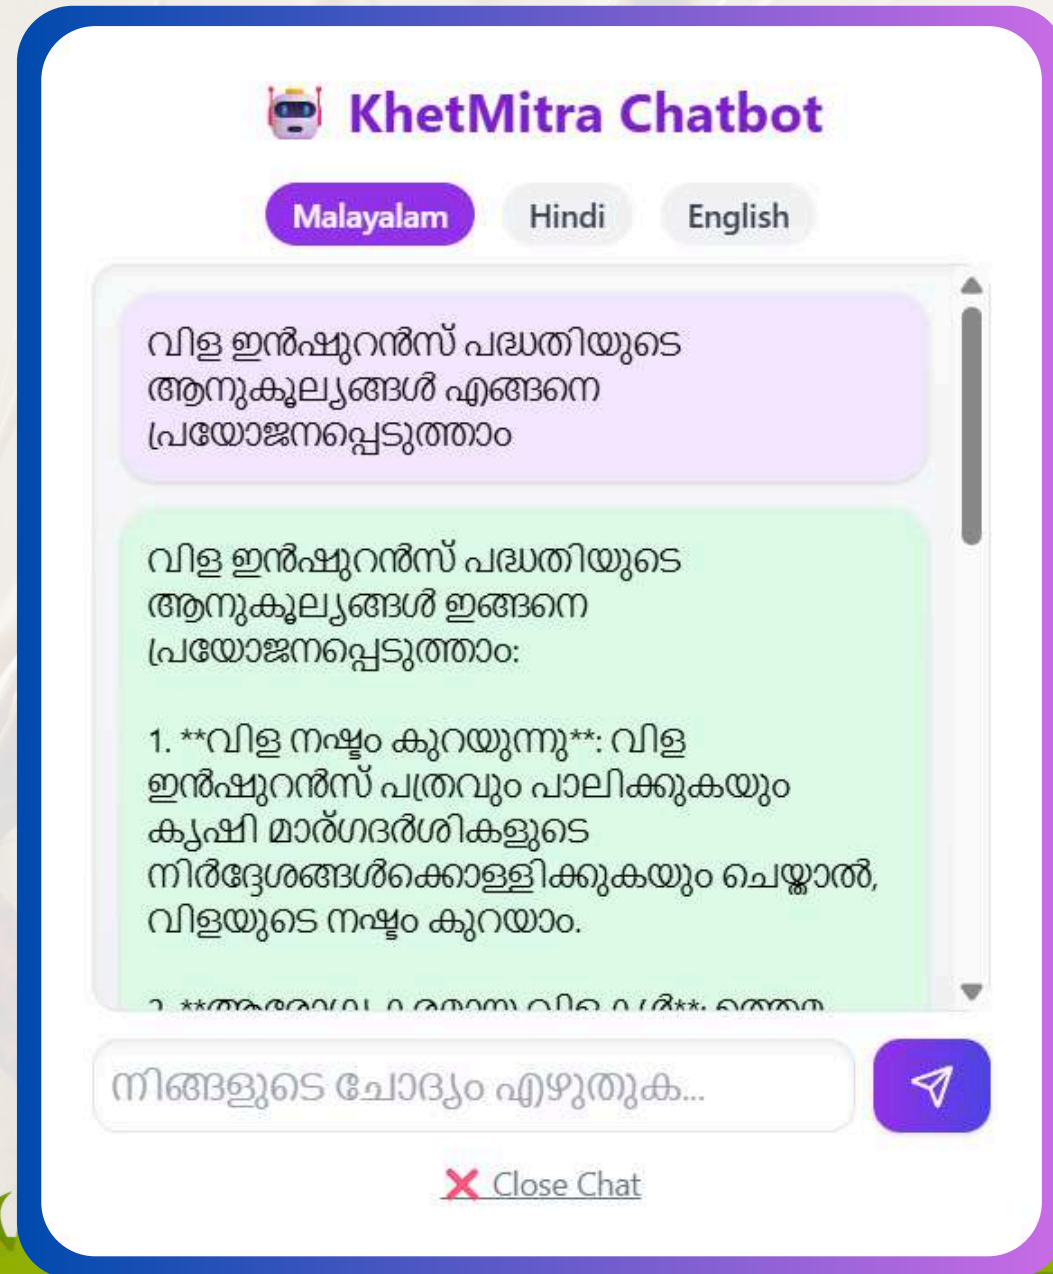 KhetMitra Chatbot
Malayalam
Hindi
English
വിള ഇൻഷുറൻസ് പദ്ധതിയുടെ
ആനുകൂല്യങ്ങൾ എങ്ങനെ
പ്രയോജനപ്പെടുത്താം
വിള ഇൻഷുറൻസ് പദ്ധതിയുടെ
ആനുകൂല്യങ്ങൾ ഇങ്ങനെ
പ്രയോജനപ്പെടുത്താം:
1. **വിള നഷ്ടം കുറയുന്നു**: വിള
ഇൻഷുറൻസ് പത്രവും പാലിക്കുകയും
കൃഷി മാർഗദർശികളുടെ
നിർദ്ദേശങ്ങൾക്കൊള്ളിക്കുകയും ചെയ്താൽ,
വിളയുടെ നഷ്ടം കുറയാം.
നിങ്ങളുടെ ചോദ്യം എഴുതുക...
Close Chat